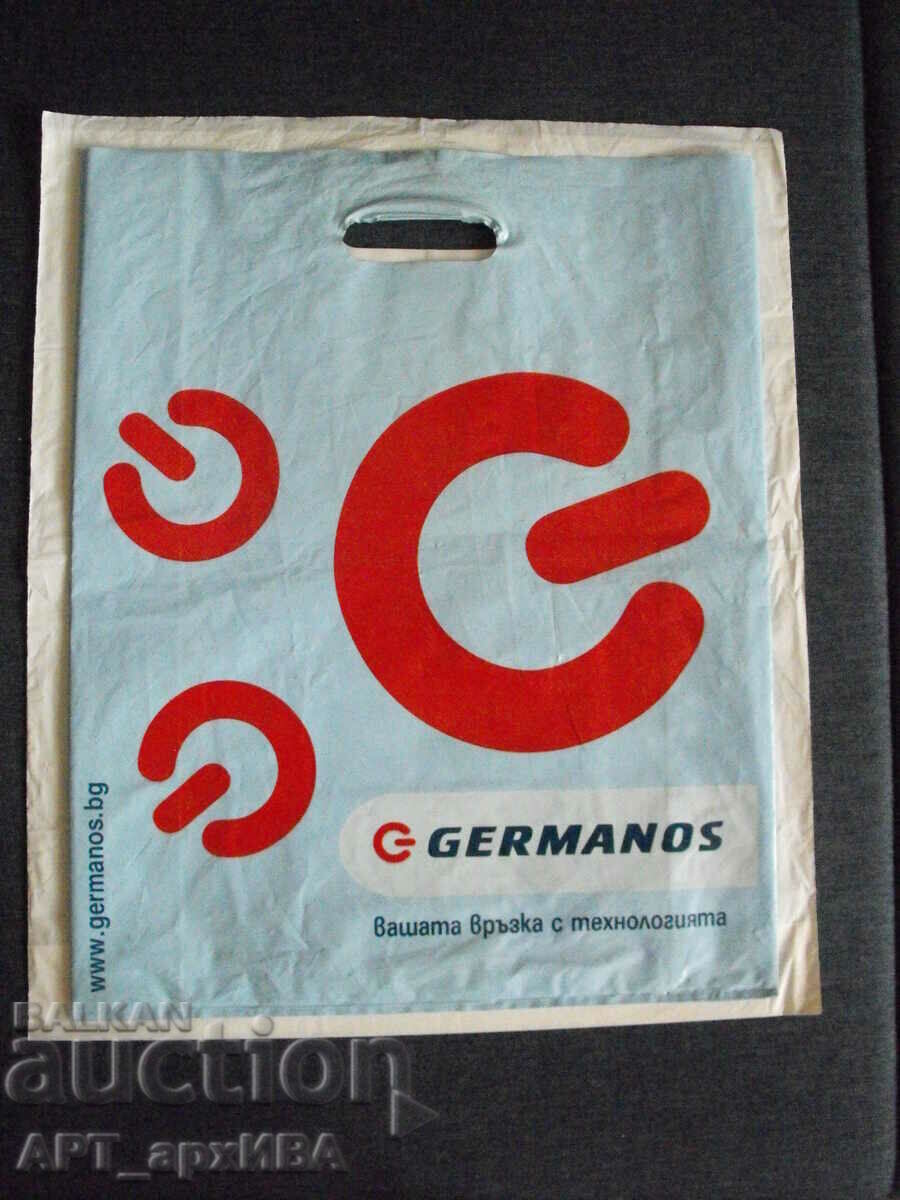 www.germanos.bg
GERMANOS
вашата връзка с технологията
BALKAN
auction
АРТ_архИВА